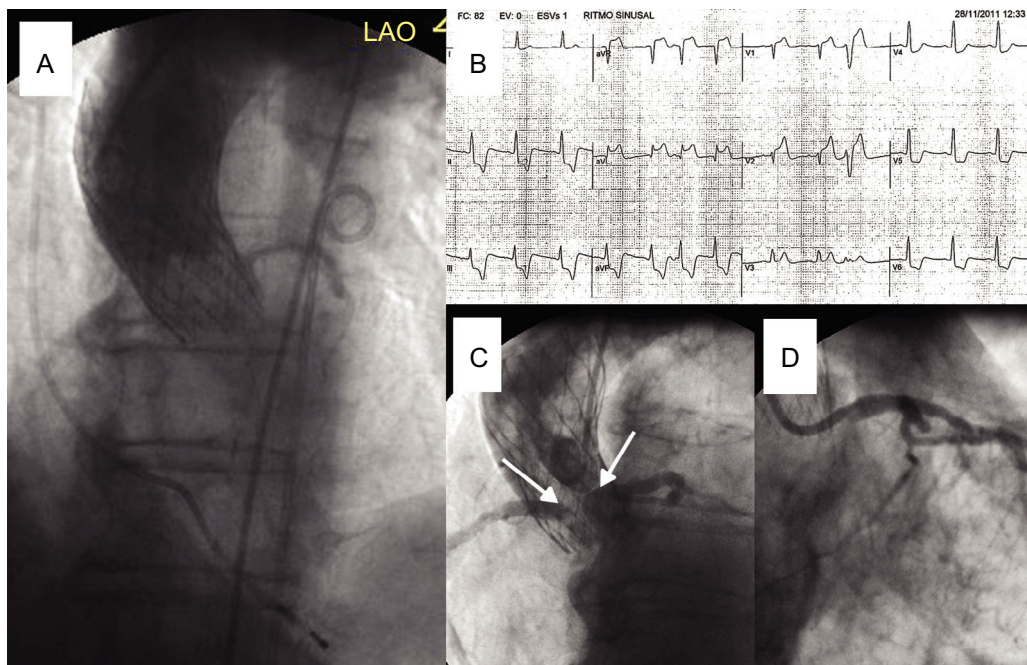 A
LAO
B
FC: 82 EV: 0 ESVs 1 RITMO SINUSAL 28/11/2011 12:33
aVR V1 V4
II V2 V5
III aVF V3 V6
C
D